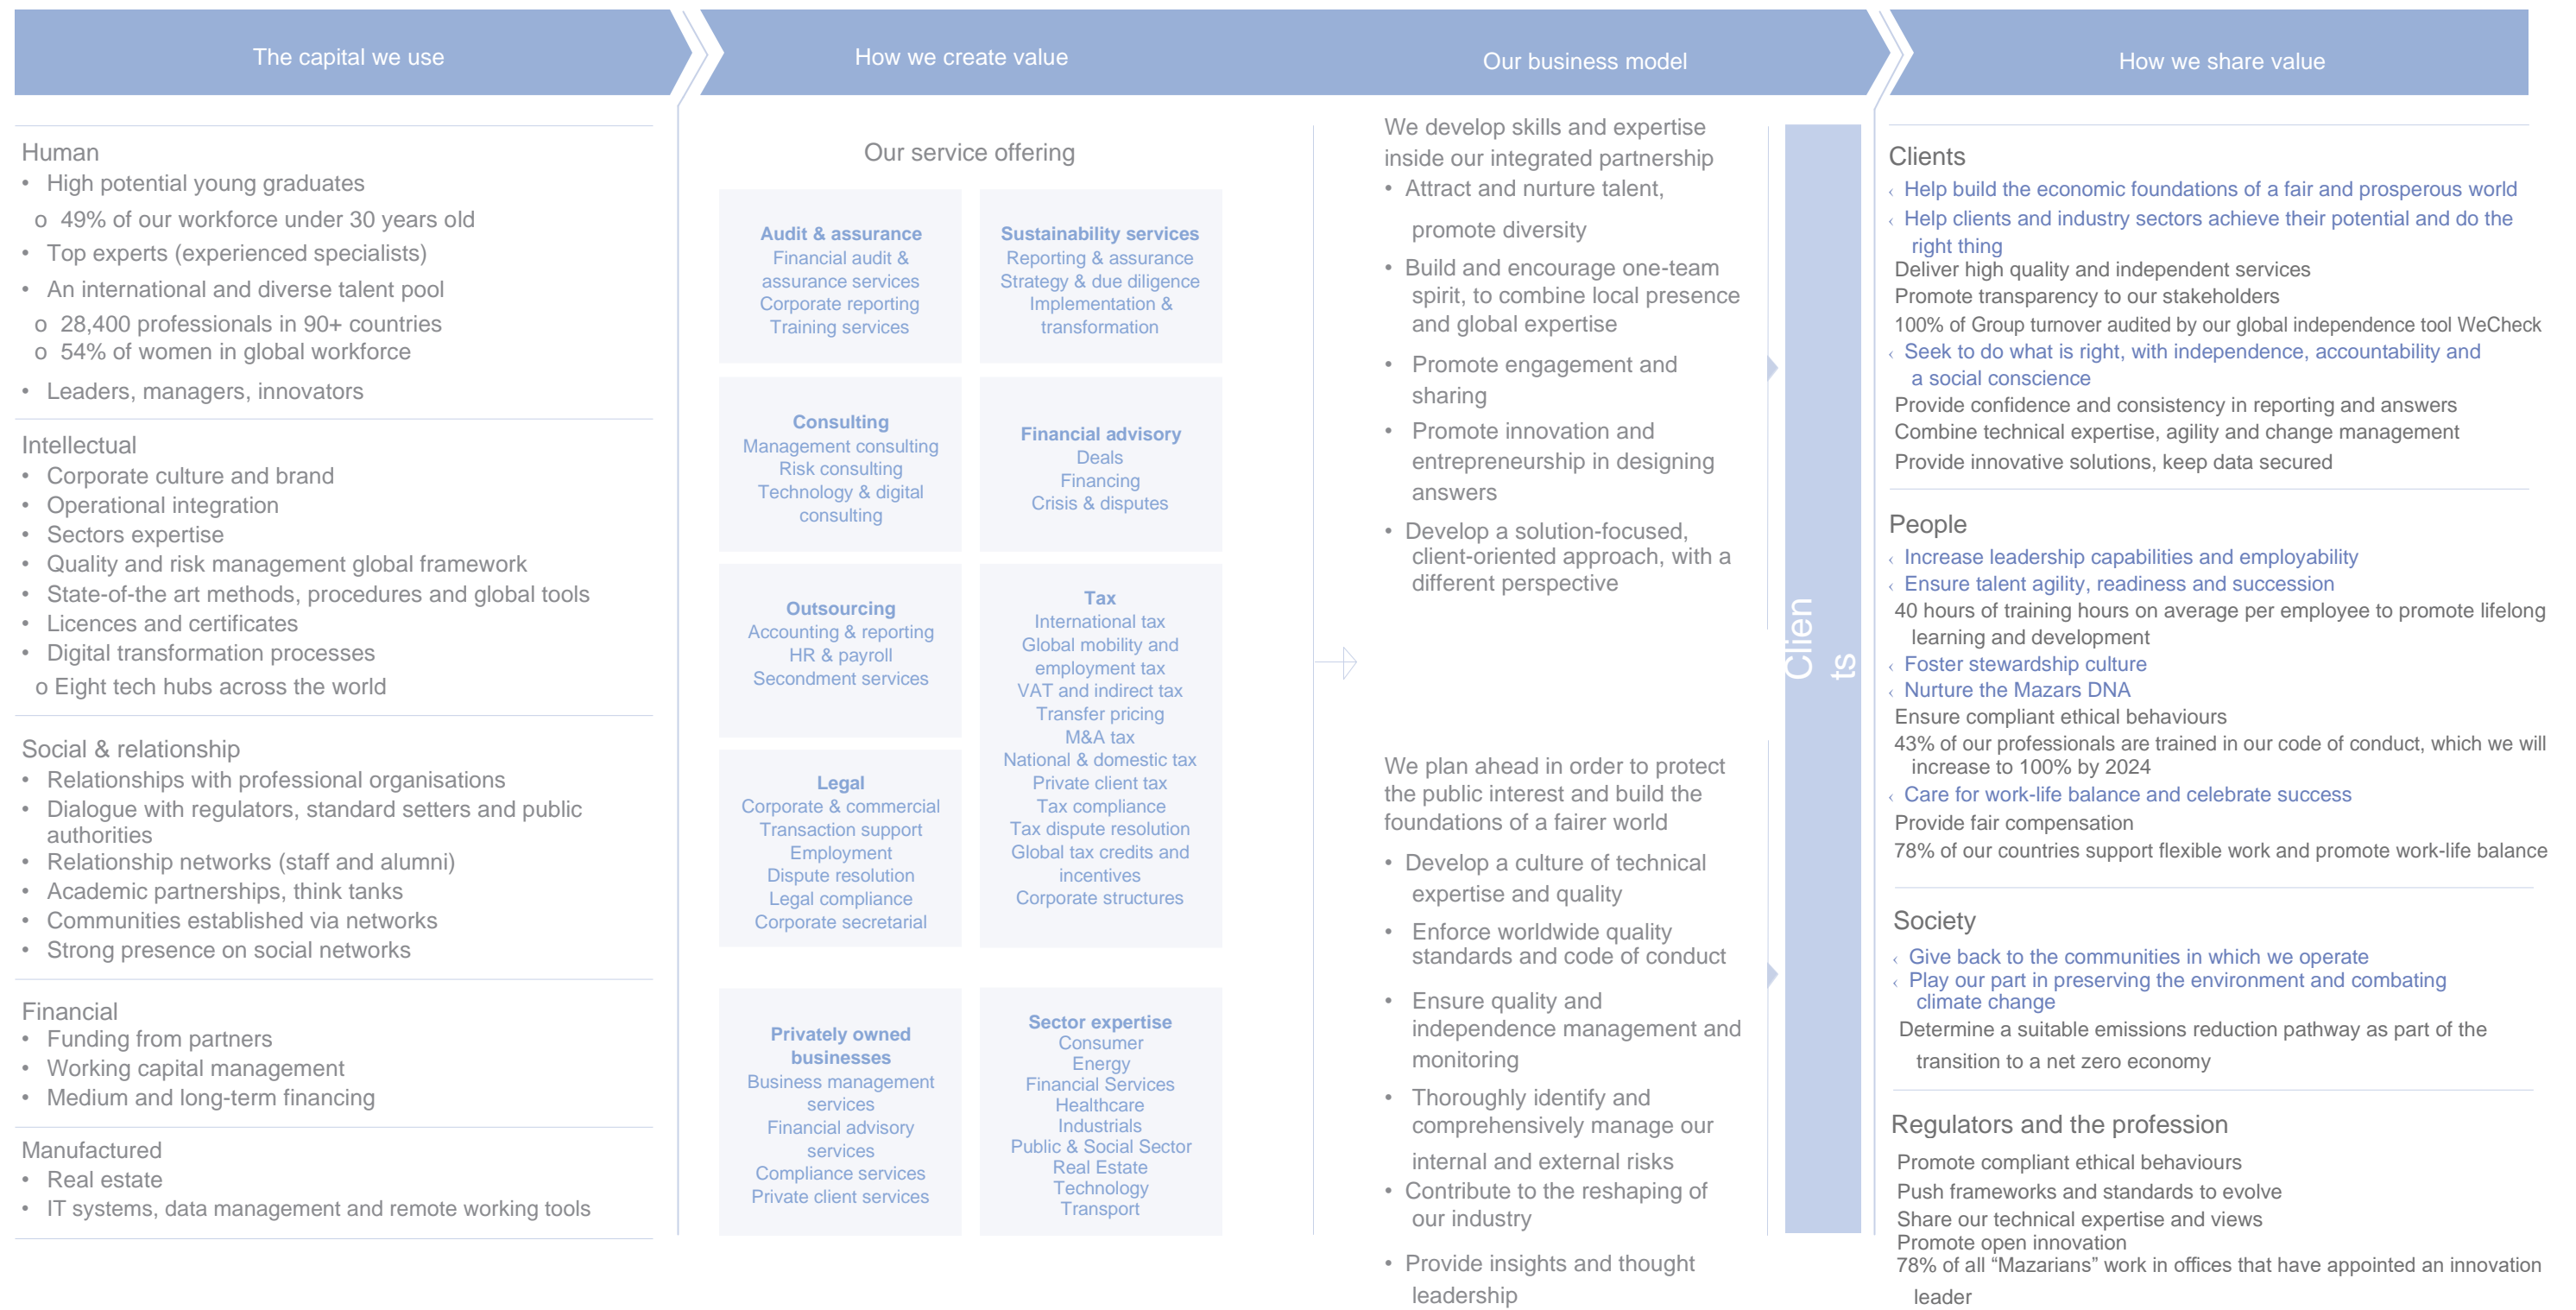 The capital we use
How we create value
Our business model
How we share value
Human
• High potential young graduates
o 49% of our workforce under 30 years old
• Top experts (experienced specialists)
• An international and diverse talent pool
o 28,400 professionals in 90+ countries
o 54% of women in global workforce
• Leaders, managers, innovators
Intellectual
• Corporate culture and brand
• Operational integration
• Sectors expertise
• Quality and risk management global framework
• State-of-the art methods, procedures and global tools
• Licences and certificates
• Digital transformation processes
o Eight tech hubs across the world
Social & relationship
• Relationships with professional organisations
• Dialogue with regulators, standard setters and public
authorities
• Relationship networks (staff and alumni)
• Academic partnerships, think tanks
• Communities established via networks
• Strong presence on social networks
Financial
• Funding from partners
• Working capital management
• Medium and long-term financing
Manufactured
• Real estate
• IT systems, data management and remote working tools
Our service offering
Audit & assurance
Financial audit &
assurance services
Corporate reporting
Training services
Sustainability services
Reporting & assurance
Strategy & due diligence
Implementation &
transformation
Consulting
Management consulting
Risk consulting
Technology & digital
consulting
Financial advisory
Deals
Financing
Crisis & disputes
Outsourcing
Accounting & reporting
HR & payroll
Secondment services
Tax
International tax
Global mobility and
employment tax
VAT and indirect tax
Transfer pricing
M&A tax
National & domestic tax
Private client tax
Tax compliance
Tax dispute resolution
Global tax credits and
incentives
Corporate structures
Legal
Corporate & commercial
Transaction support
Employment
Dispute resolution
Legal compliance
Corporate secretarial
Privately owned
businesses
Business management
services
Financial advisory
services
Compliance services
Private client services
Sector expertise
Consumer
Energy
Financial Services
Healthcare
Industrials
Public & Social Sector
Real Estate
Technology
Transport
We develop skills and expertise
inside our integrated partnership
• Attract and nurture talent,
promote diversity
• Build and encourage one-team
spirit, to combine local presence
and global expertise
• Promote engagement and
sharing
• Promote innovation and
entrepreneurship in designing
answers
• Develop a solution-focused,
client-oriented approach, with a
different perspective
We plan ahead in order to protect
the public interest and build the
foundations of a fairer world
• Develop a culture of technical
expertise and quality
• Enforce worldwide quality
standards and code of conduct
• Ensure quality and
independence management and
monitoring
• Thoroughly identify and
comprehensively manage our
internal and external risks
• Contribute to the reshaping of
our industry
• Provide insights and thought
leadership
Clien
ts
Clients
‹ Help build the economic foundations of a fair and prosperous world
‹ Help clients and industry sectors achieve their potential and do the
right thing
Deliver high quality and independent services
Promote transparency to our stakeholders
100% of Group turnover audited by our global independence tool WeCheck
‹ Seek to do what is right, with independence, accountability and
a social conscience
Provide confidence and consistency in reporting and answers
Combine technical expertise, agility and change management
Provide innovative solutions, keep data secured
People
‹ Increase leadership capabilities and employability
‹ Ensure talent agility, readiness and succession
40 hours of training hours on average per employee to promote lifelong
learning and development
‹ Foster stewardship culture
‹ Nurture the Mazars DNA
Ensure compliant ethical behaviours
43% of our professionals are trained in our code of conduct, which we will
increase to 100% by 2024
‹ Care for work-life balance and celebrate success
Provide fair compensation
78% of our countries support flexible work and promote work-life balance
Society
‹ Give back to the communities in which we operate
‹ Play our part in preserving the environment and combating
climate change
Determine a suitable emissions reduction pathway as part of the
transition to a net zero economy
Regulators and the profession
Promote compliant ethical behaviours
Push frameworks and standards to evolve
Share our technical expertise and views
Promote open innovation
78% of all “Mazarians” work in offices that have appointed an innovation
leader